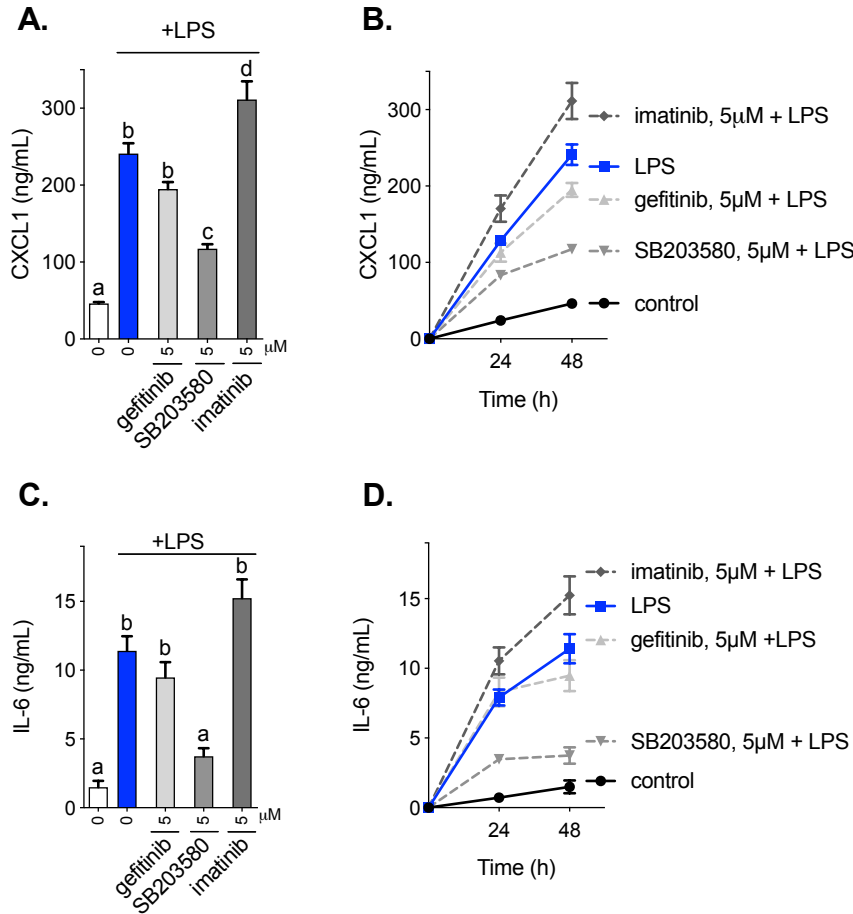 A.
+LPS
CXCL1 (ng/mL)
300
200
100
0
a
b
b
c
d
0
0
5
5
5
μM
gefitinib
SB203580
imatinib
B.
CXCL1 (ng/mL)
300
200
100
0
24
48
Time (h)
imatinib, 5μM + LPS
LPS
gefitinib, 5μM + LPS
SB203580, 5μM + LPS
control
C.
+LPS
IL-6 (ng/mL)
15
10
5
0
a
b
b
a
b
0
0
5
5
5
μM
gefitinib
SB203580
imatinib
D.
IL-6 (ng/mL)
15
10
5
0
24
48
Time (h)
imatinib, 5μM + LPS
LPS
gefitinib, 5μM +LPS
SB203580, 5μM + LPS
control